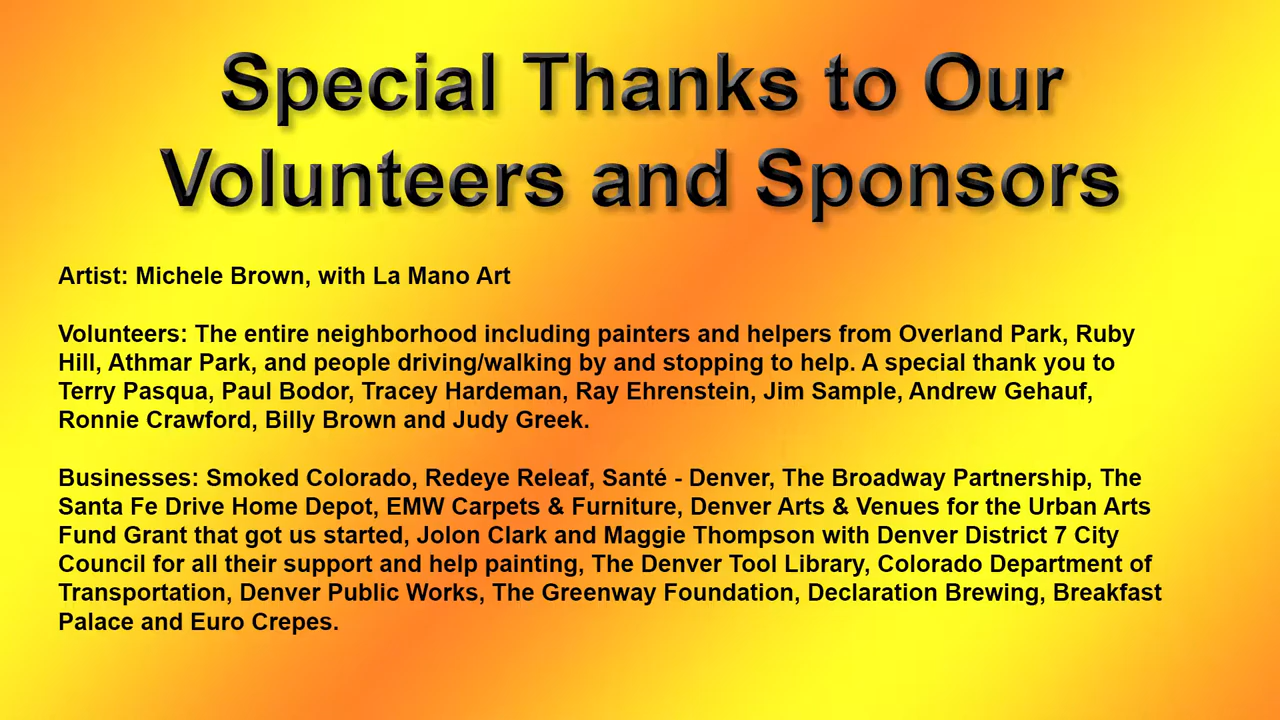 Special Thanks to Our
Volunteers and Sponsors
Artist: Michele Brown, with La Mano Art
Volunteers: The entire neighborhood including painters and helpers from Overland Park, Ruby
Hill, Athmar Park, and people driving/walking by and stopping to help. A special thank you to
Terry Pasqua, Paul Bodor, Tracey Hardeman, Ray Ehrenstein, Jim Sample, Andrew Gehauf,
Ronnie Crawford, Billy Brown and Judy Greek.
Businesses: Smoked Colorado, Redeye Releaf, Santé - Denver, The Broadway Partnership, The
Santa Fe Drive Home Depot, EMW Carpets & Furniture, Denver Arts & Venues for the Urban Arts
Fund Grant that got us started, Jolon Clark and Maggie Thompson with Denver District 7 City
Council for all their support and help painting, The Denver Tool Library, Colorado Department of
Transportation, Denver Public Works, The Greenway Foundation, Declaration Brewing, Breakfast
Palace and Euro Crepes.